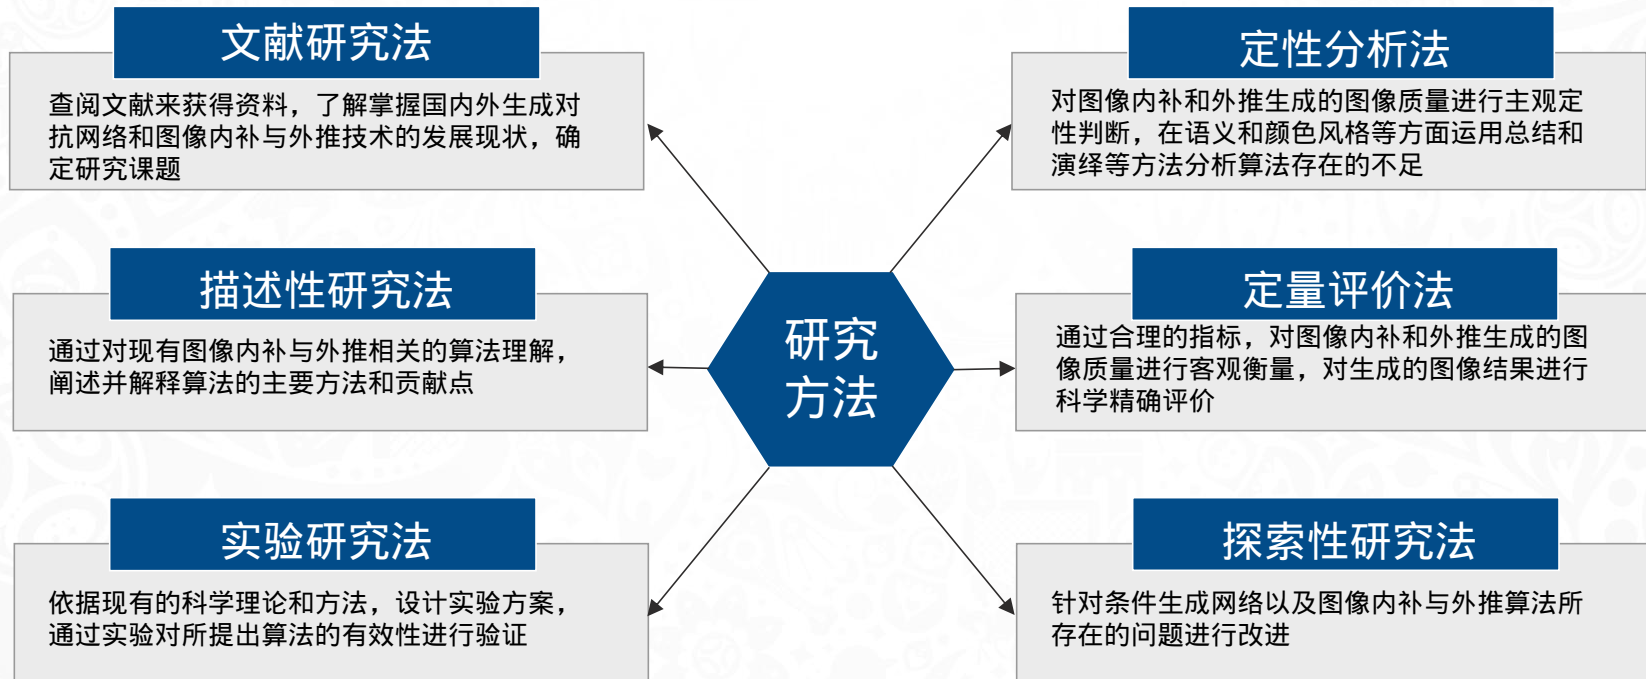 文献研究法
查阅文献来获得资料，了解掌握国内外生成对
抗网络和图像内补与外推技术的发展现状，确
定研究课题
描述性研究法
通过对现有图像内补与外推相关的算法理解，
阐述并解释算法的主要方法和贡献点
实验研究法
依据现有的科学理论和方法，设计实验方案，
通过实验对所提出算法的有效性进行验证
研究
方法
定性分析法
对图像内补和外推生成的图像质量进行主观定
性判断，在语义和颜色风格等方面运用总结和
演绎等方法分析算法存在的不足
定量评价法
通过合理的指标，对图像内补和外推生成的图
像质量进行客观衡量，对生成的图像结果进行
科学精确评价
探索性研究法
针对条件生成网络以及图像内补与外推算法所
存在的问题进行改进